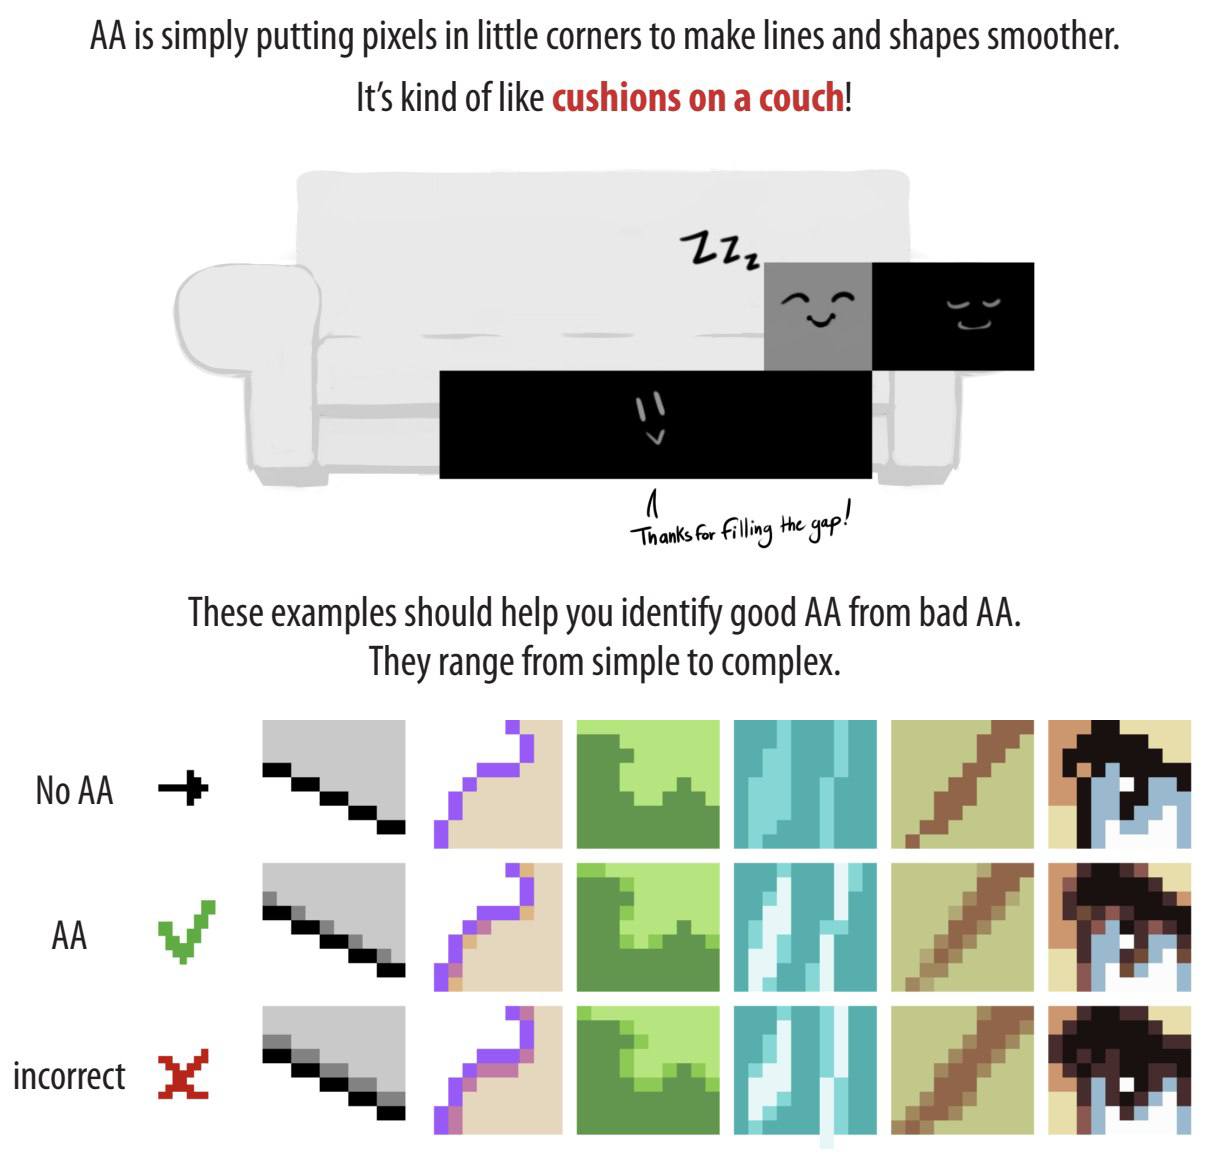 AA is simply putting pixels in little corners to make lines and shapes smoother.
It's kind of like cushions on a couch!
Zzz
Thanks for filling the gap!
These examples should help you identify good AA from bad AA.
They range from simple to complex.
No AA
AA
incorrect